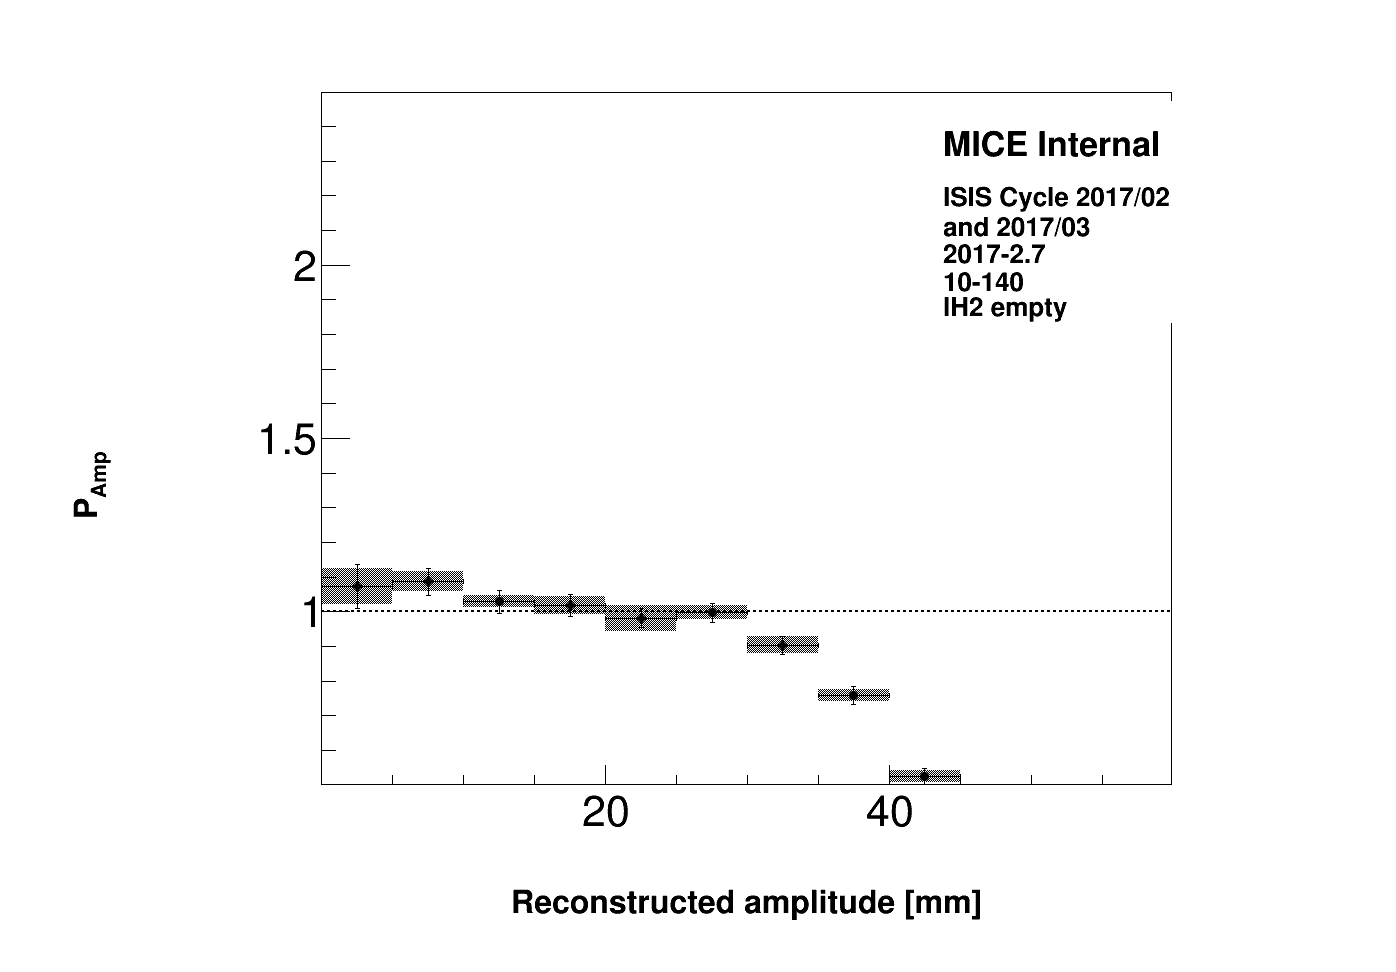 MICE Internal
ISIS Cycle 2017/02
and 2017/03
2017-2.7
10-140
lH2 empty
2
1.5
1
P_Amp
20
40
Reconstructed amplitude [mm]